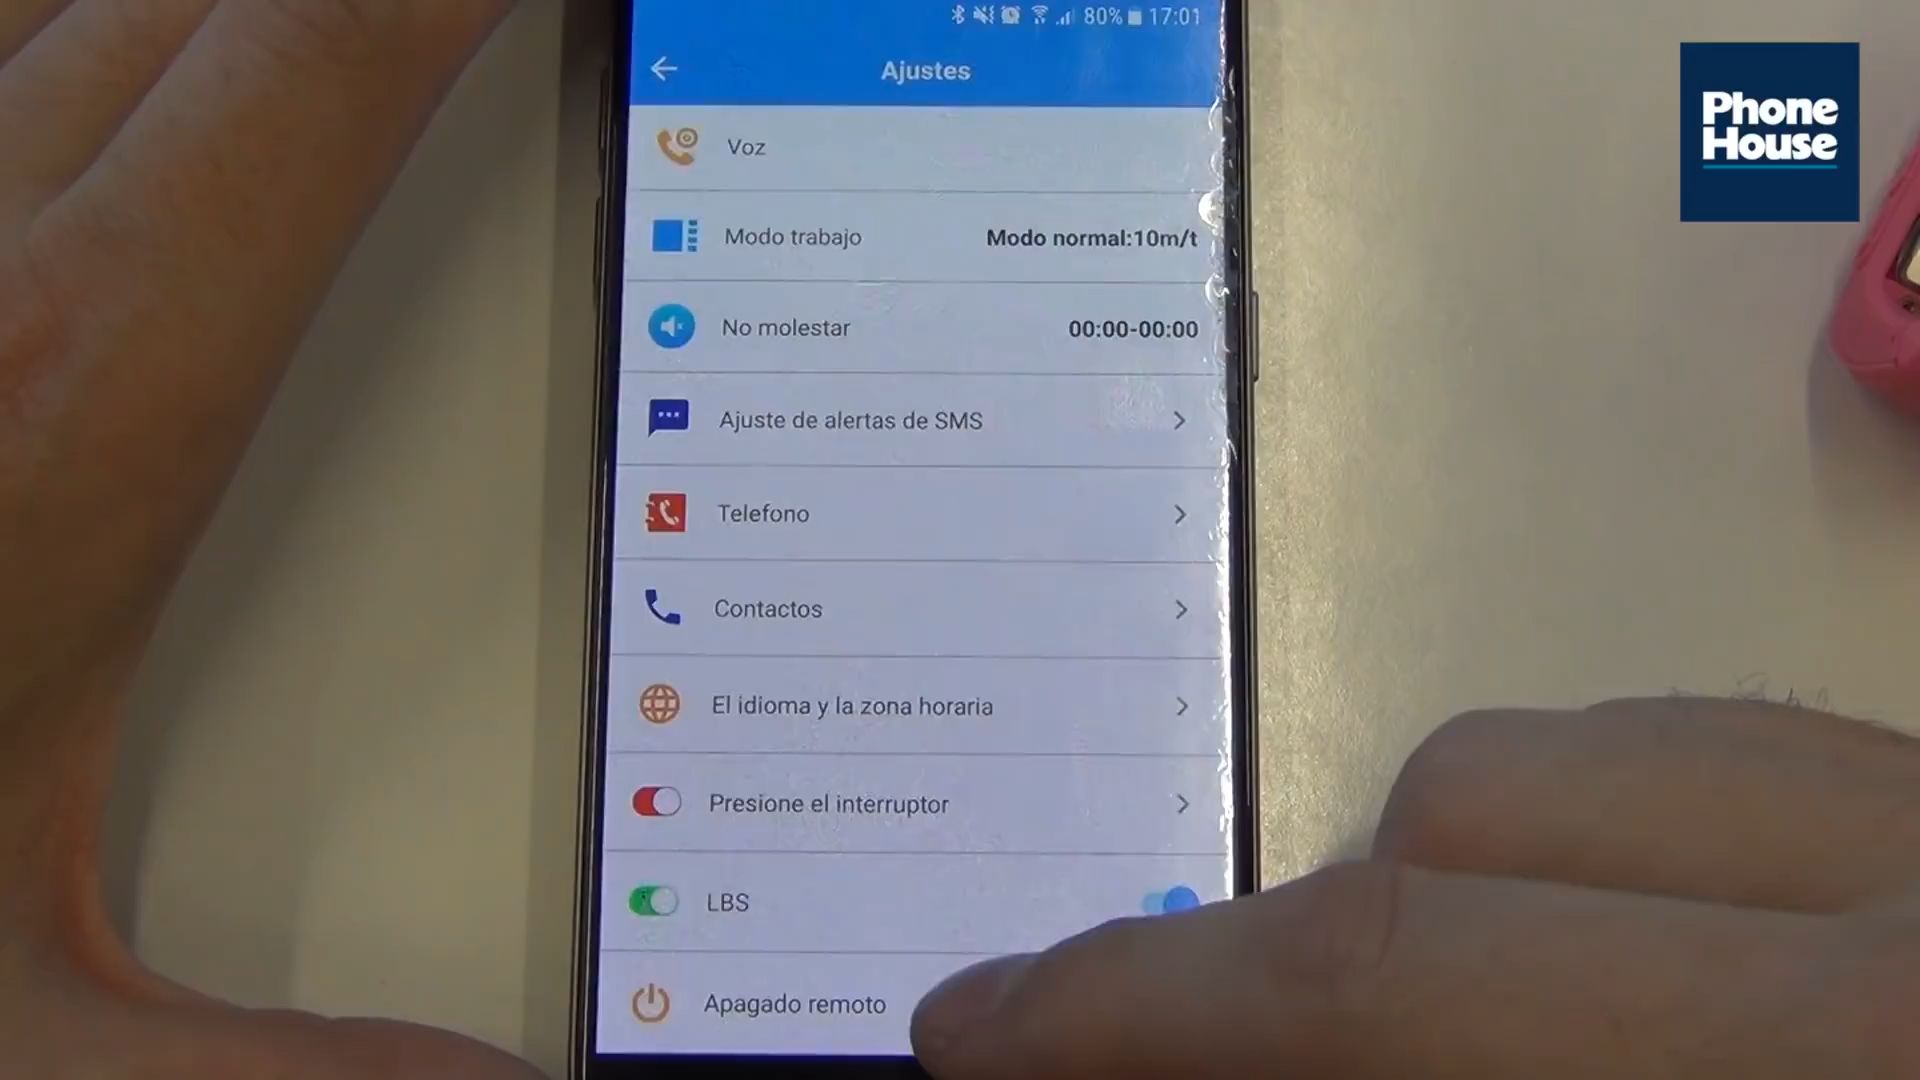 80% 17:01
Ajustes
Phone
House
Voz
Modo trabajo Modo normal:10m/t
No molestar 00:00-00:00
Ajuste de alertas de SMS
Telefono
Contactos
El idioma y la zona horaria
Presione el interruptor
LBS
Apagado remoto